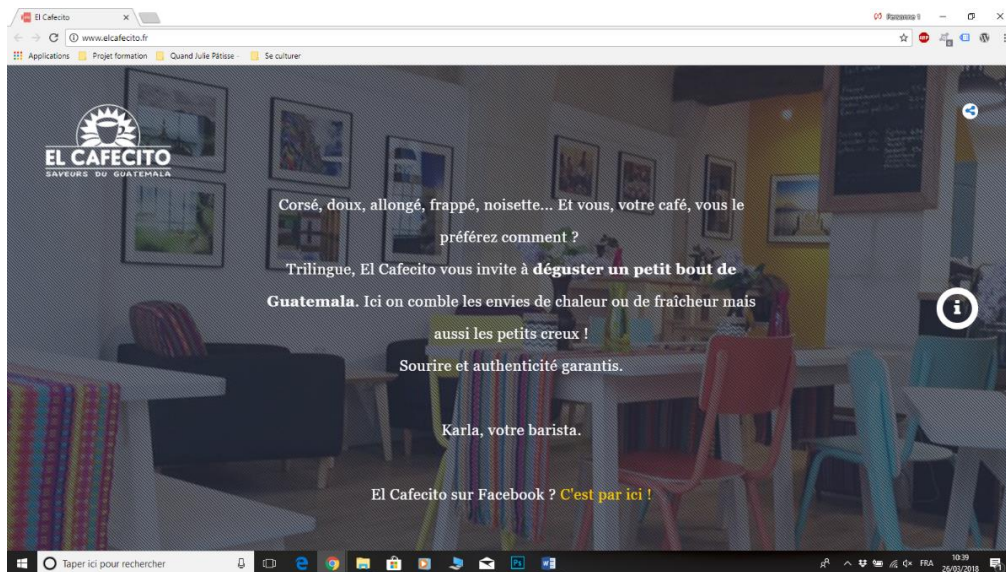 El Cafecito
www.elcafecito.fr
Applications
Projet formation
Quand Julie Pâtisse -
Se cultiver
EL CAFECITO
SAVEURS DU GUATEMALA
Corsé, doux, allongé, frappé, noisette... Et vous, votre café, vous le
préférez comment ?
Trilingue, El Cafecito vous invite à déguster un petit bout de
Guatemala. Ici on comble les envies de chaleur ou de fraîcheur mais
aussi les petits creux !
Sourire et authenticité garantis.
Karla, votre barista.
El Cafecito sur Facebook ? C'est par ici !
Taper ici pour rechercher
FRA
10:39
26/03/2018